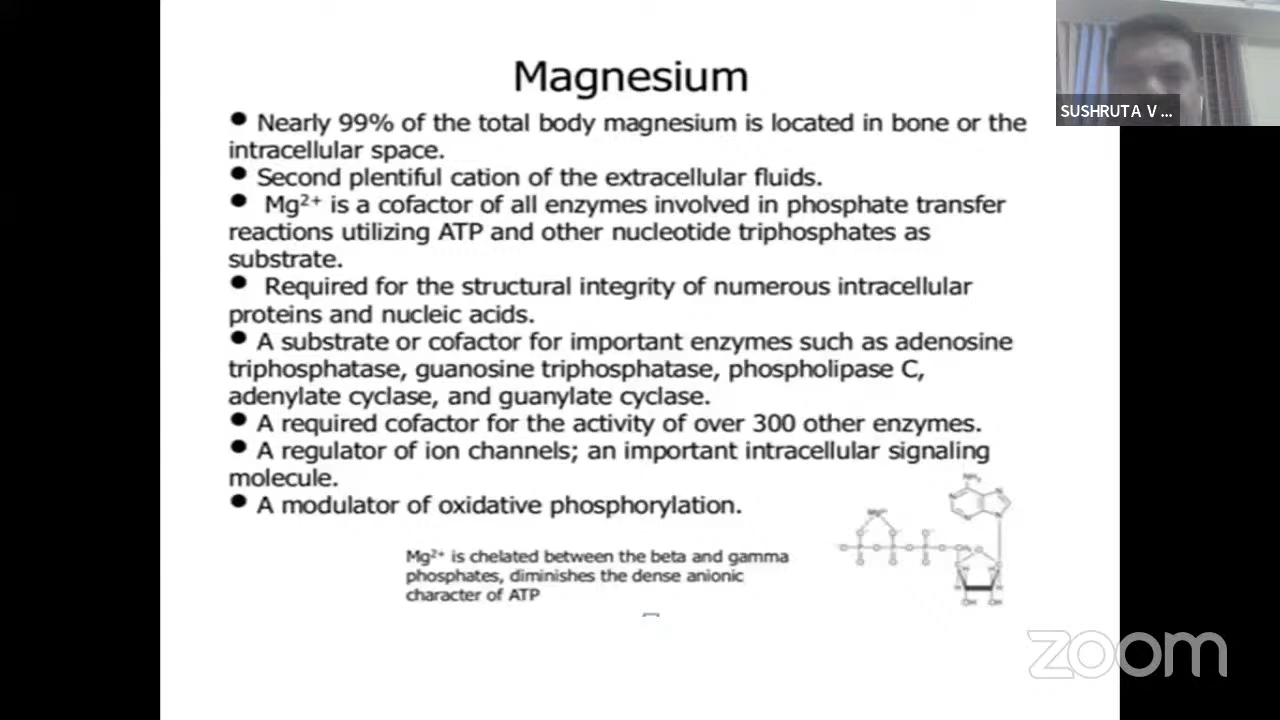 Magnesium
SUSHRUTA V ...
● Nearly 99% of the total body magnesium is located in bone or the
intracellular space.
● Second plentiful cation of the extracellular fluids.
● Mg²⁺ is a cofactor of all enzymes involved in phosphate transfer
reactions utilizing ATP and other nucleotide triphosphates as
substrate.
● Required for the structural integrity of numerous intracellular
proteins and nucleic acids.
● A substrate or cofactor for important enzymes such as adenosine
triphosphatase, guanosine triphosphatase, phospholipase C,
adenylate cyclase, and guanylate cyclase.
● A required cofactor for the activity of over 300 other enzymes.
● A regulator of ion channels; an important intracellular signaling
molecule.
● A modulator of oxidative phosphorylation.
Mg²⁺ is chelated between the beta and gamma
phosphates, diminishes the dense anionic
character of ATP
NH₂
Mg²⁺
OH OH
zoom